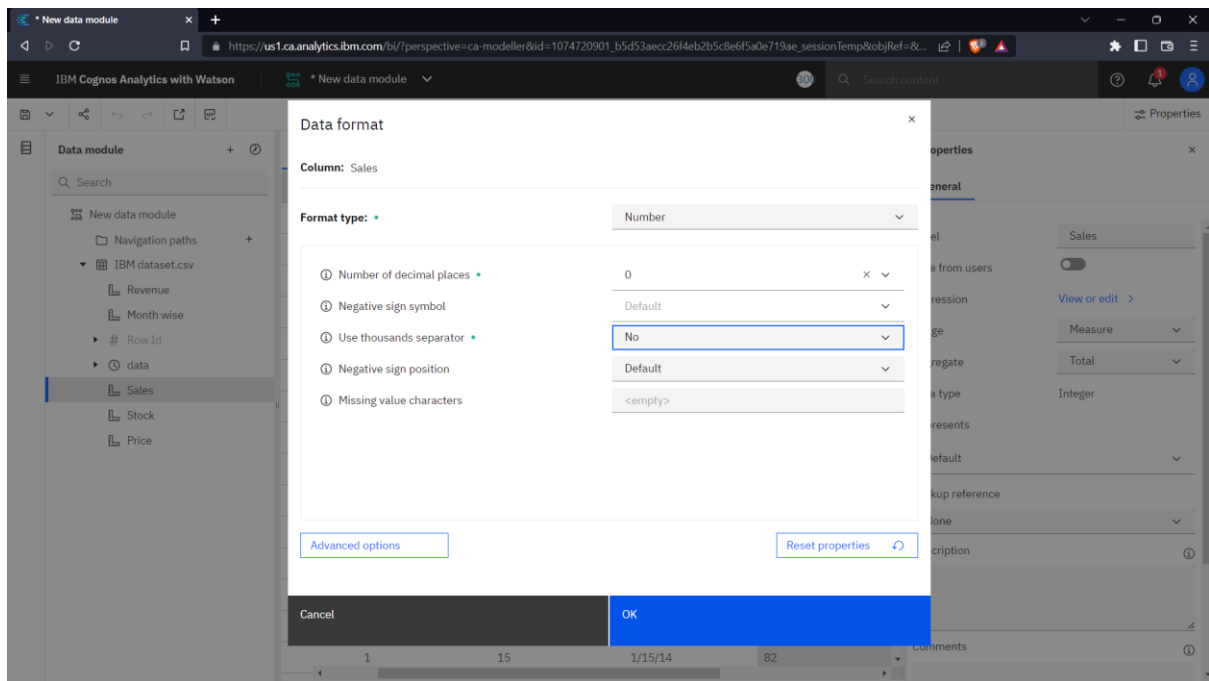 * New data module × +
https://us1.ca.analytics.ibm.com/bi/?perspective=ca-modeller&id=1074720901_b5d53aecc26f4eb2b5c8e6f5a0e719ae_sessionTemp&objRef=&...
IBM Cognos Analytics with Watson
* New data module
Search content
Properties
Data module
Search
New data module
Navigation paths +
IBM dataset.csv
Revenue
Month wise
# Row Id
data
Sales
Stock
Price
Data format ×
Column: Sales
Format type: • Number
Number of decimal places • 0 ×
Negative sign symbol Default
Use thousands separator • No
Negative sign position Default
Missing value characters <empty>
Advanced options
Reset properties
Cancel
OK
1 15 1/15/14 82
operties ×
eneral
el Sales
e from users
ression View or edit >
ge Measure
regate Total
a type Integer
resents
efault
kup reference
lone
cription
Comments